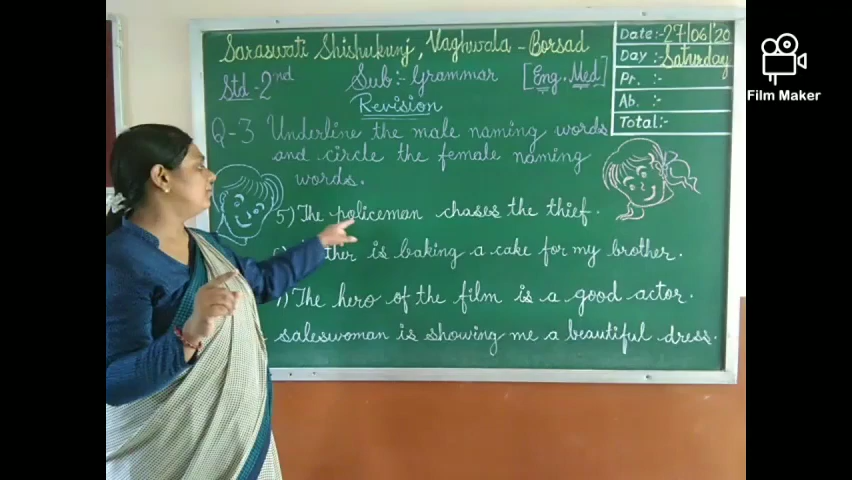 Saraswati Shishukunj, Vaghwala - Borsad
Std - 2nd
Sub :- Grammar
[Eng. Med]
Revision
Date:- 27/06/'20
Day :- Saturday
Pr. :-
Ab. :-
Total:-
Film Maker
Q-3 Underline the male naming words
and circle the female naming
words.
5) The policeman chases the thief.
is baking a cake for my brother.
The hero of the film is a good actor.
saleswoman is showing me a beautiful dress.